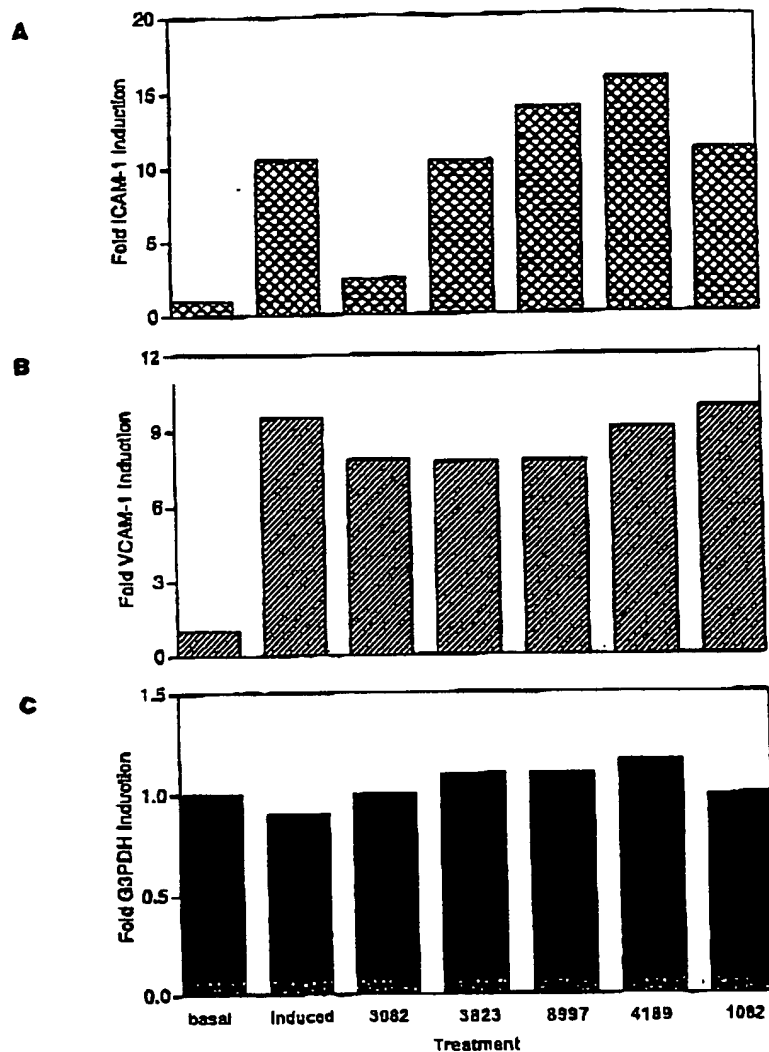 A
Fold ICAM-1 Induction
20
15
10
5
0
B
Fold VCAM-1 Induction
12
9
6
3
0
C
Fold G3PDH Induction
1.5
1.0
0.5
0.0
basal Induced 3082 3823 8997 4189 1082
Treatment